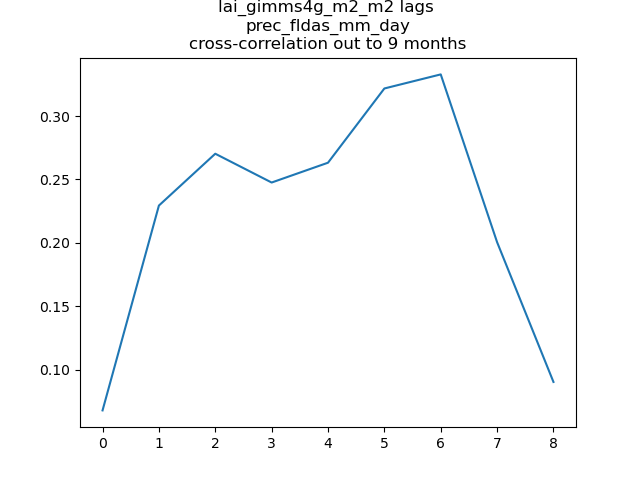 lai_gimms4g_m2_m2 lags
prec_fldas_mm_day
cross-correlation out to 9 months
0.30
0.25
0.20
0.15
0.10
0 1 2 3 4 5 6 7 8